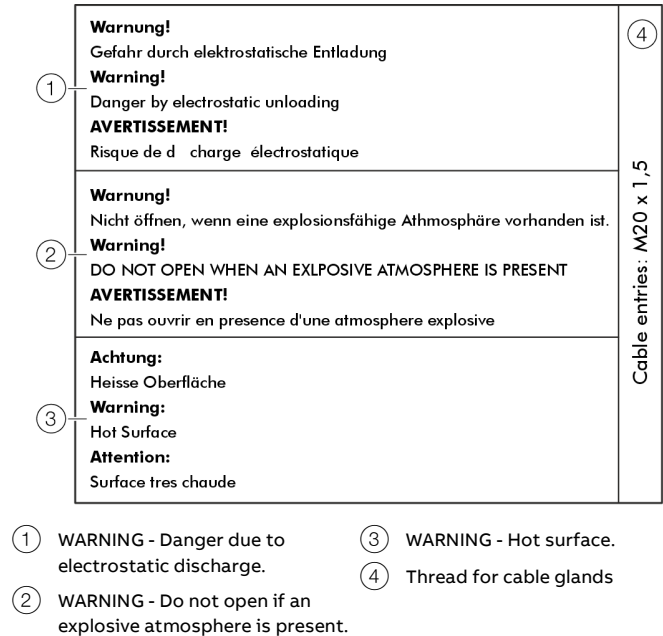 Warnung!
Gefahr durch elektrostatische Entladung
Warning!
Danger by electrostatic unloading
AVERTISSEMENT!
Risque de d charge électrostatique
1
Warnung!
Nicht öffnen, wenn eine explosionsfähige Athmosphäre vorhanden ist.
Warning!
DO NOT OPEN WHEN AN EXLPOSIVE ATMOSPHERE IS PRESENT
AVERTISSEMENT!
Ne pas ouvrir en presence d'une atmosphere explosive
2
Achtung:
Heisse Oberfläche
Warning:
Hot Surface
Attention:
Surface tres chaude
3
4
Cable entries: M20 x 1,5
1 WARNING - Danger due to
electrostatic discharge.
2 WARNING - Do not open if an
explosive atmosphere is present.
3 WARNING - Hot surface.
4 Thread for cable glands